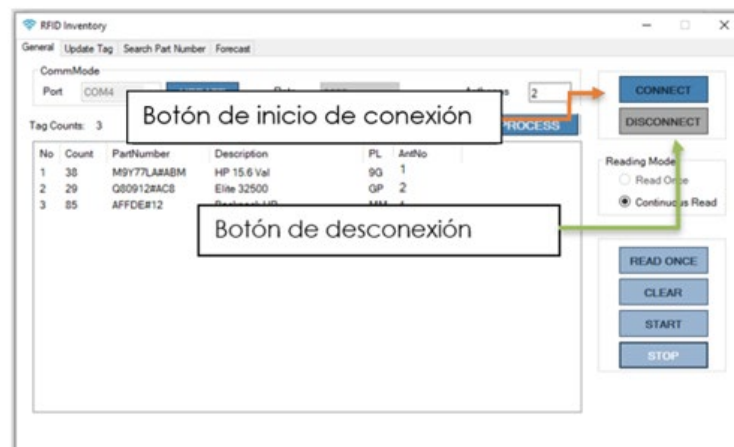 RFID Inventory
General Update Tag Search Part Number Forecast
CommMode
Port COM4 2
CONNECT
Botón de inicio de conexión
Tag Counts: 3 PROCESS
DISCONNECT
No Count PartNumber Description PL AntNo
1 38 M9Y77LA#ABM HP 15.6 Val 9G 1
2 29 Q80912#AC8 Elite 32500 GP 2
3 85 AFFDE#12
Reading Mode
Read Once
Continuous Read
Botón de desconexión
READ ONCE
CLEAR
START
STOP